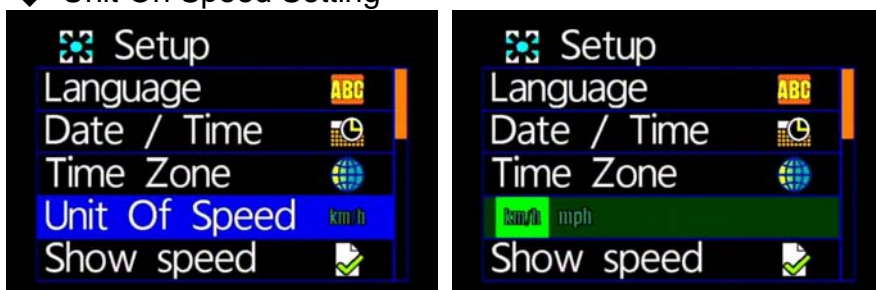 Unit On Speed Setting
Setup
Language ABC
Date / Time
Time Zone
Unit Of Speed km/h
Show speed
Setup
Language ABC
Date / Time
Time Zone
km/h mph
Show speed